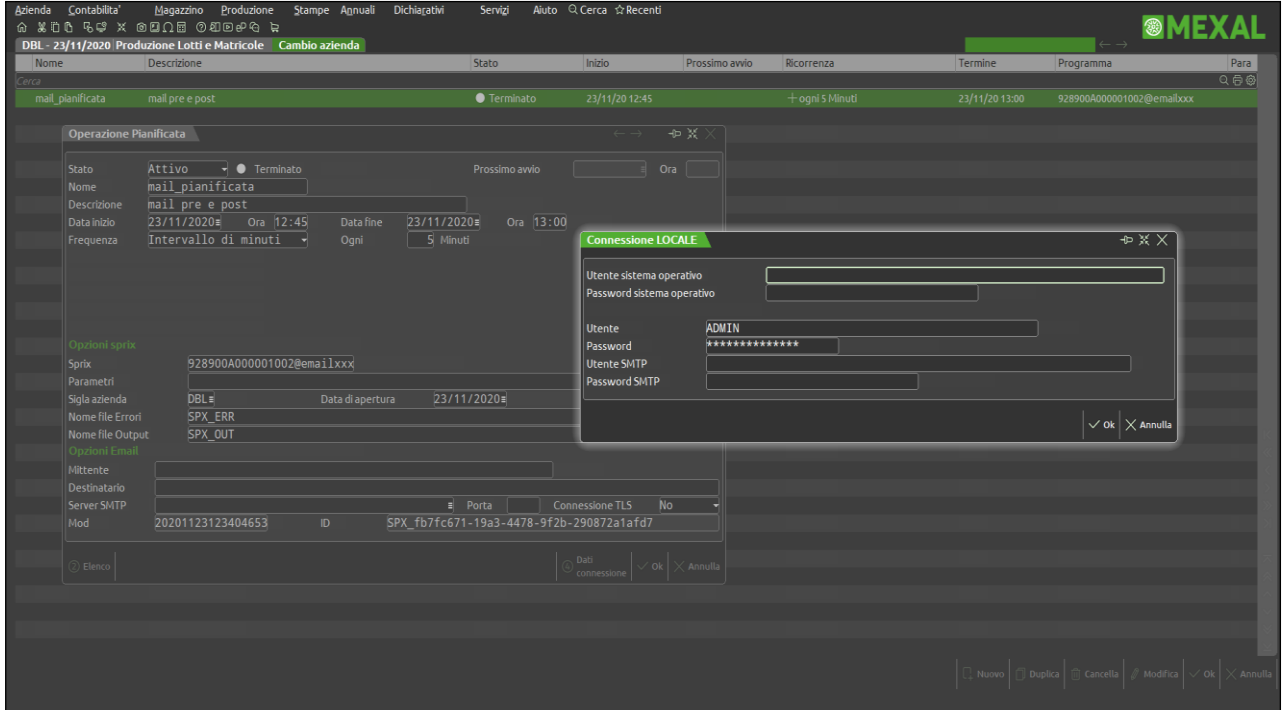 Azienda Contabilita' Magazzino Produzione Stampe Annuali Dichiarativi Servizi Aiuto Cerca Recenti
MEXAL
DBL - 23/11/2020 Produzione Lotti e Matricole Cambio azienda
Nome Descrizione Stato Inizio Prossimo avvio Ricorrenza Termine Programma Para
Cerca
mail_pianificata mail pre e post Terminato 23/11/20 12:45 ogni 5 Minuti 23/11/20 13:00 928900A000001002@emailxxx
Operazione Pianificata
Stato Attivo Terminato Prossimo avvio Ora
Nome mail_pianificata
Descrizione mail pre e post
Data inizio 23/11/2020 Ora 12:45 Data fine 23/11/2020 Ora 13:00
Frequenza Intervallo di minuti Ogni 5 Minuti
Connessione LOCALE
Utente sistema operativo
Password sistema operativo
Utente ADMIN
Password **************
Utente SMTP
Password SMTP
Ok Annulla
Opzioni sprix
Sprix 928900A000001002@emailxxx
Parametri
Sigla azienda DBL Data di apertura 23/11/2020
Nome file Errori SPX_ERR
Nome file Output SPX_OUT
Opzioni Email
Mittente
Destinatario
Server SMTP Porta Connessione TLS No
Mod 20201123123404653 ID SPX_fb7fc671-19a3-4478-9f2b-290872a1afd7
2 Elenco 4 Dati connessione Ok Annulla
Nuovo Duplica Cancella Modifica Ok Annulla